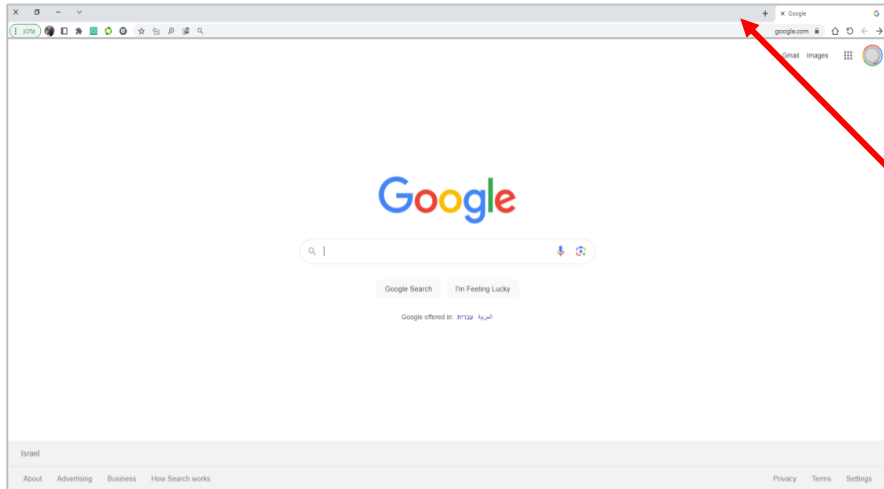 Google
עדכון
google.com
Gmail Images
Google
Google Search I'm Feeling Lucky
Google offered in: עברית العربية
Israel
About Advertising Business How Search works Privacy Terms Settings